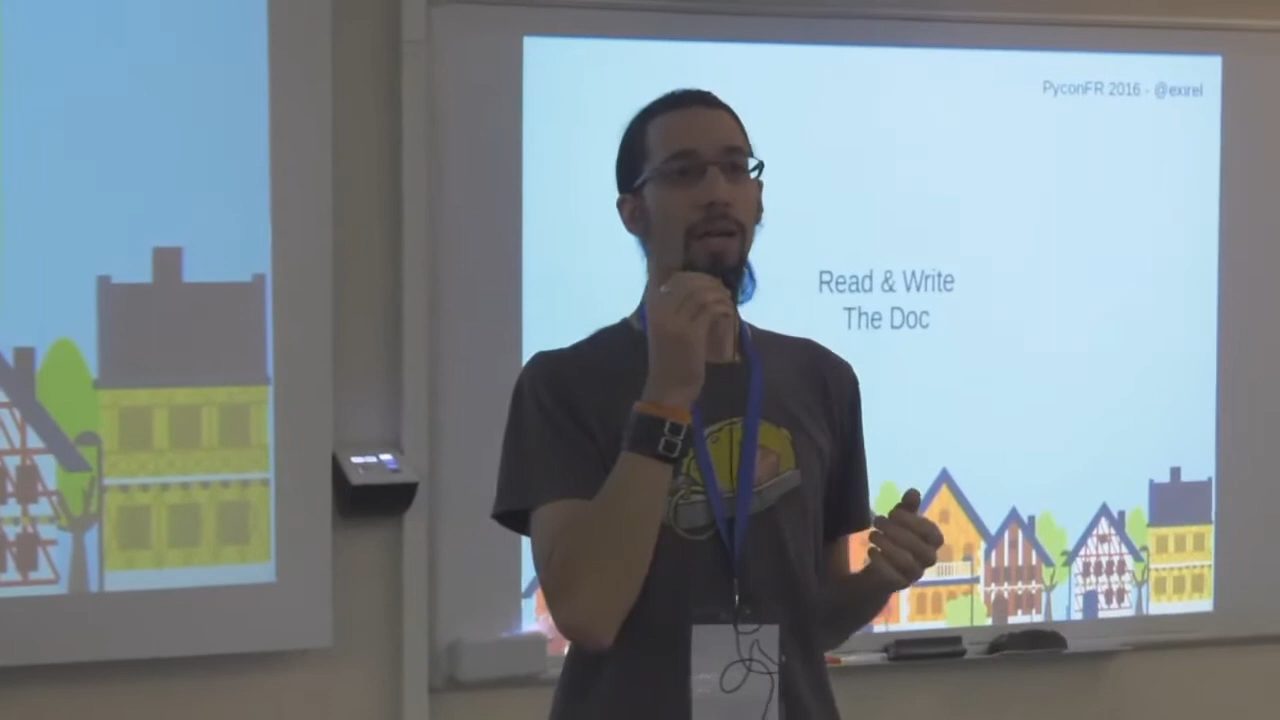 PyconFR 2016 - @exirel
Read & Write
The Doc